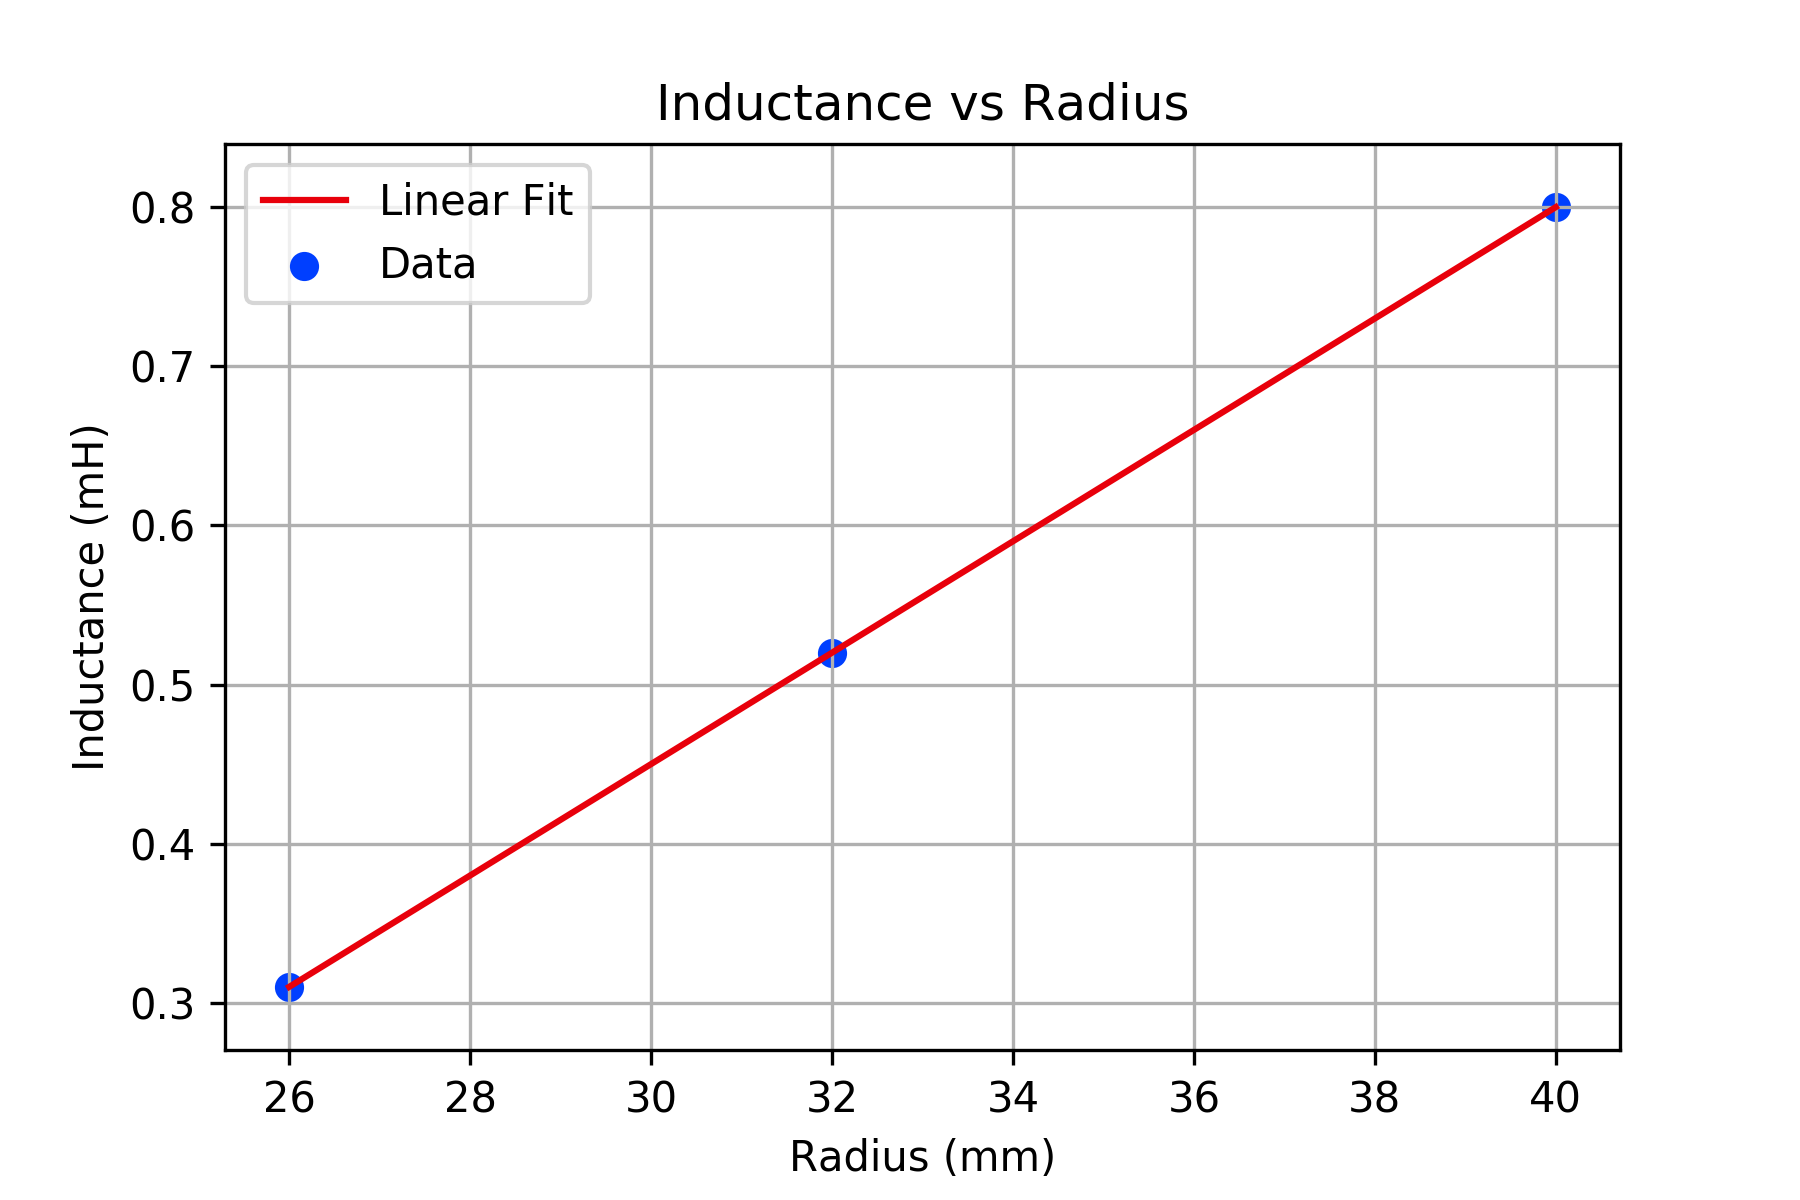 Inductance vs Radius
Linear Fit
Data
Inductance (mH)
0.8
0.7
0.6
0.5
0.4
0.3
26 28 30 32 34 36 38 40
Radius (mm)